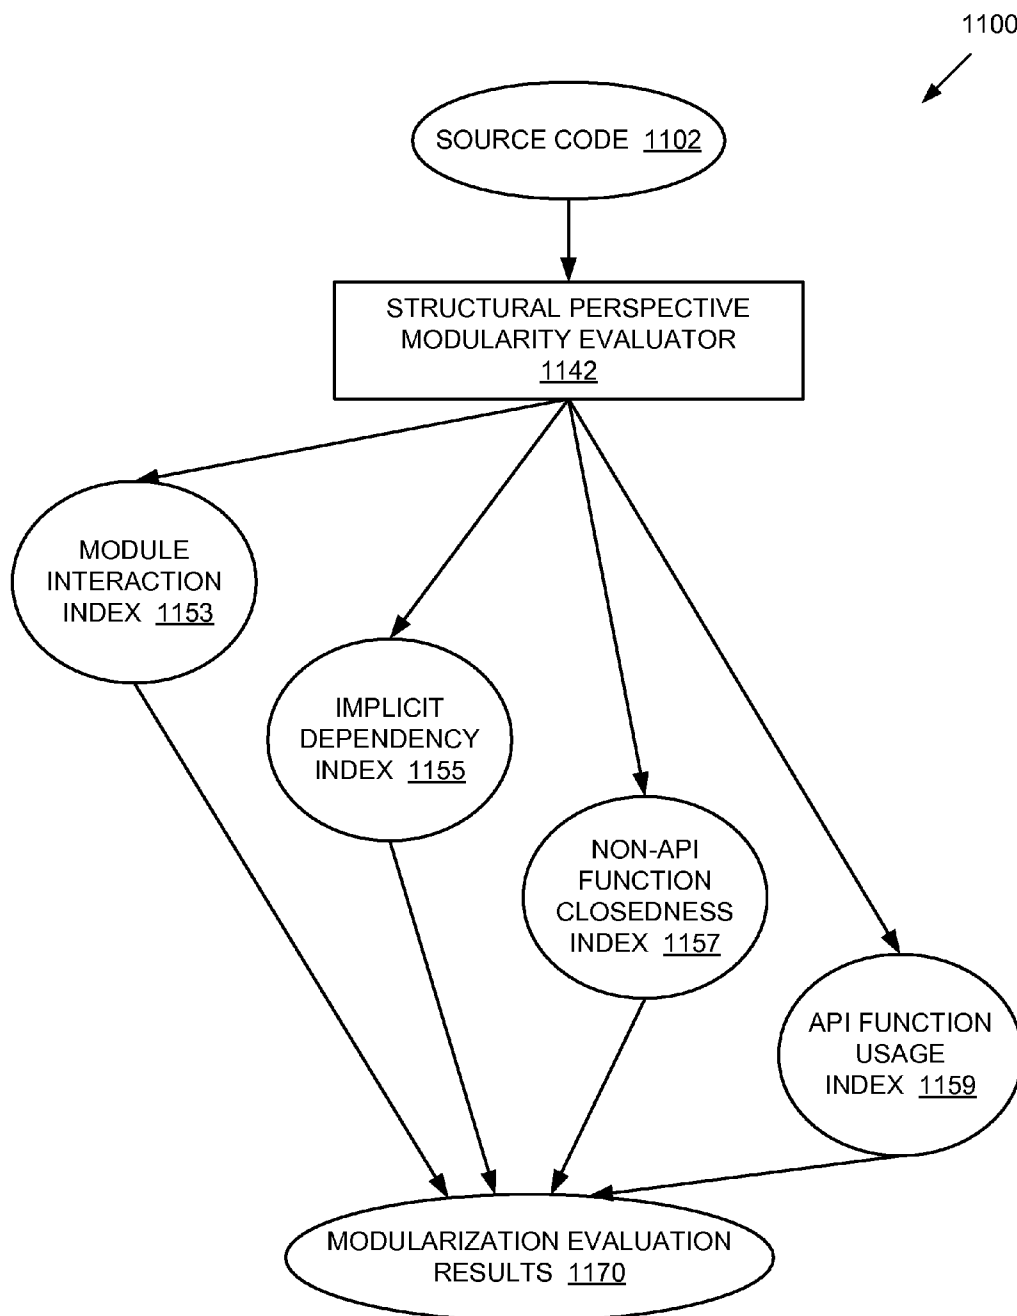 1100
SOURCE CODE 1102
STRUCTURAL PERSPECTIVE
MODULARITY EVALUATOR
1142
MODULE
INTERACTION
INDEX 1153
IMPLICIT
DEPENDENCY
INDEX 1155
NON-API
FUNCTION
CLOSEDNESS
INDEX 1157
API FUNCTION
USAGE
INDEX 1159
MODULARIZATION EVALUATION
RESULTS 1170